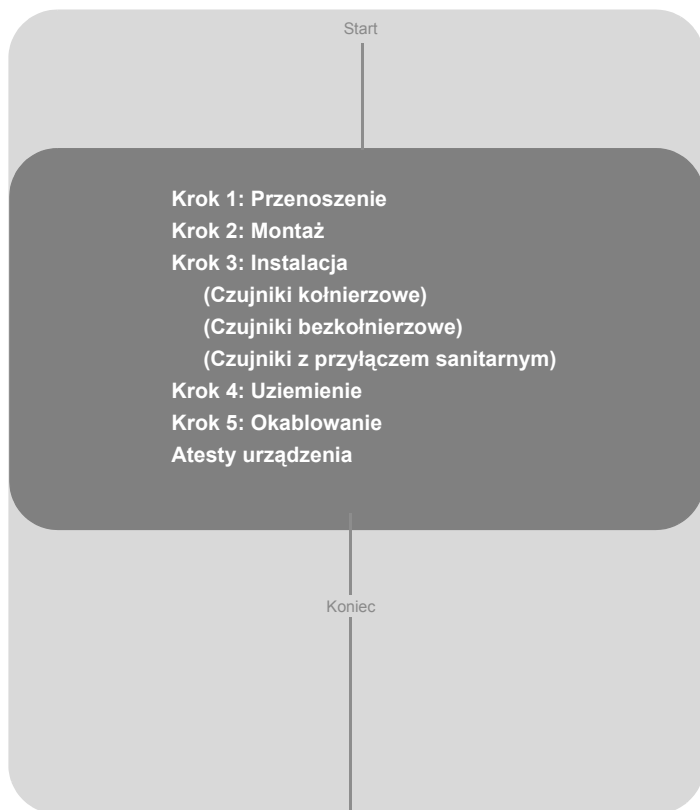 Start
Krok 1: Przenoszenie
Krok 2: Montaż
Krok 3: Instalacja
(Czujniki kołnierzowe)
(Czujniki bezkołnierzowe)
(Czujniki z przyłączem sanitarnym)
Krok 4: Uziemienie
Krok 5: Okablowanie
Atesty urządzenia
Koniec